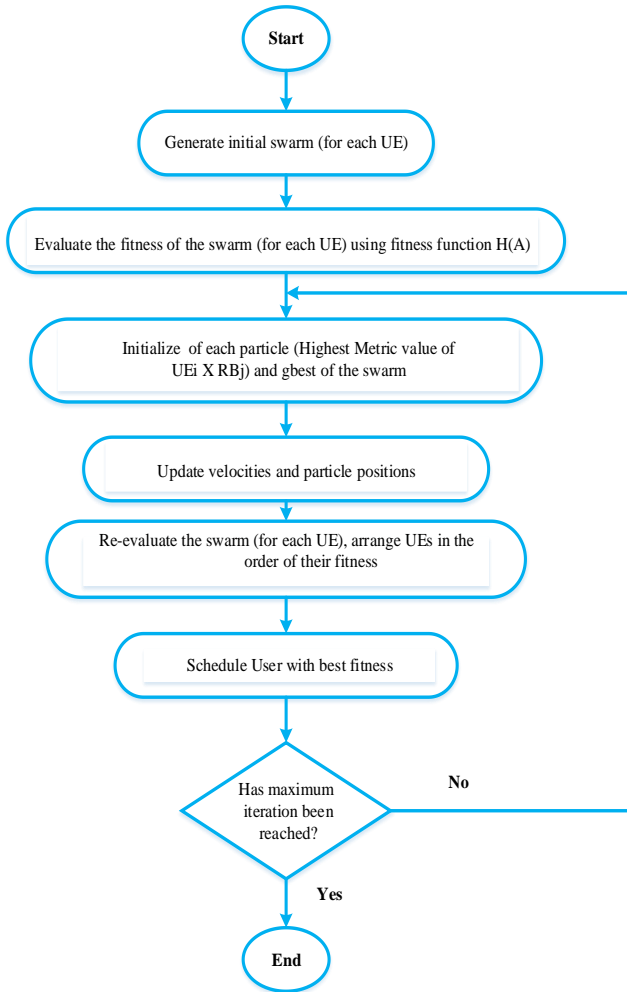 Start
Generate initial swarm (for each UE)
Evaluate the fitness of the swarm (for each UE) using fitness function H(A)
Initialize of each particle (Highest Metric value of
UEi X RBj) and gbest of the swarm
Update velocities and particle positions
Re-evaluate the swarm (for each UE), arrange UEs in the
order of their fitness
Schedule User with best fitness
Has maximum
iteration been
reached?
No
Yes
End